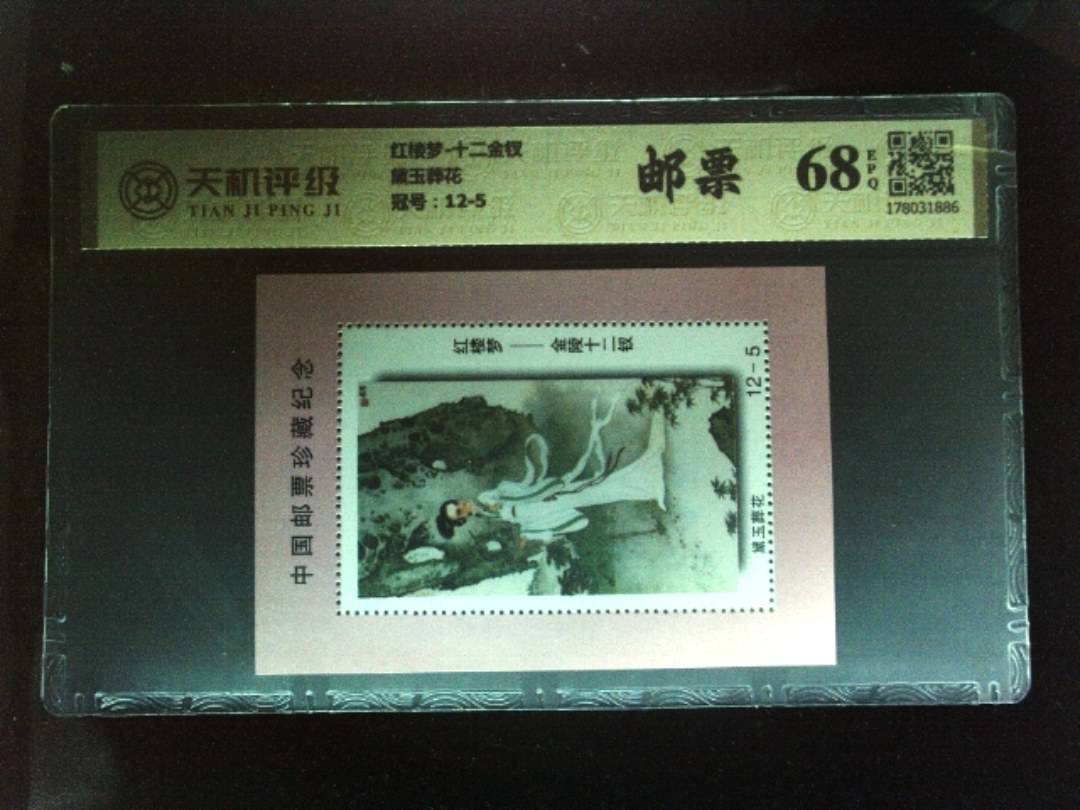 天机评级
TIAN JI PING JI
红楼梦-十二金钗
黛玉葬花
冠号：12-5
邮票
68
EPQ
178031886
中国邮票珍藏纪念
红楼梦——金陵十二钗
12-5
黛玉葬花